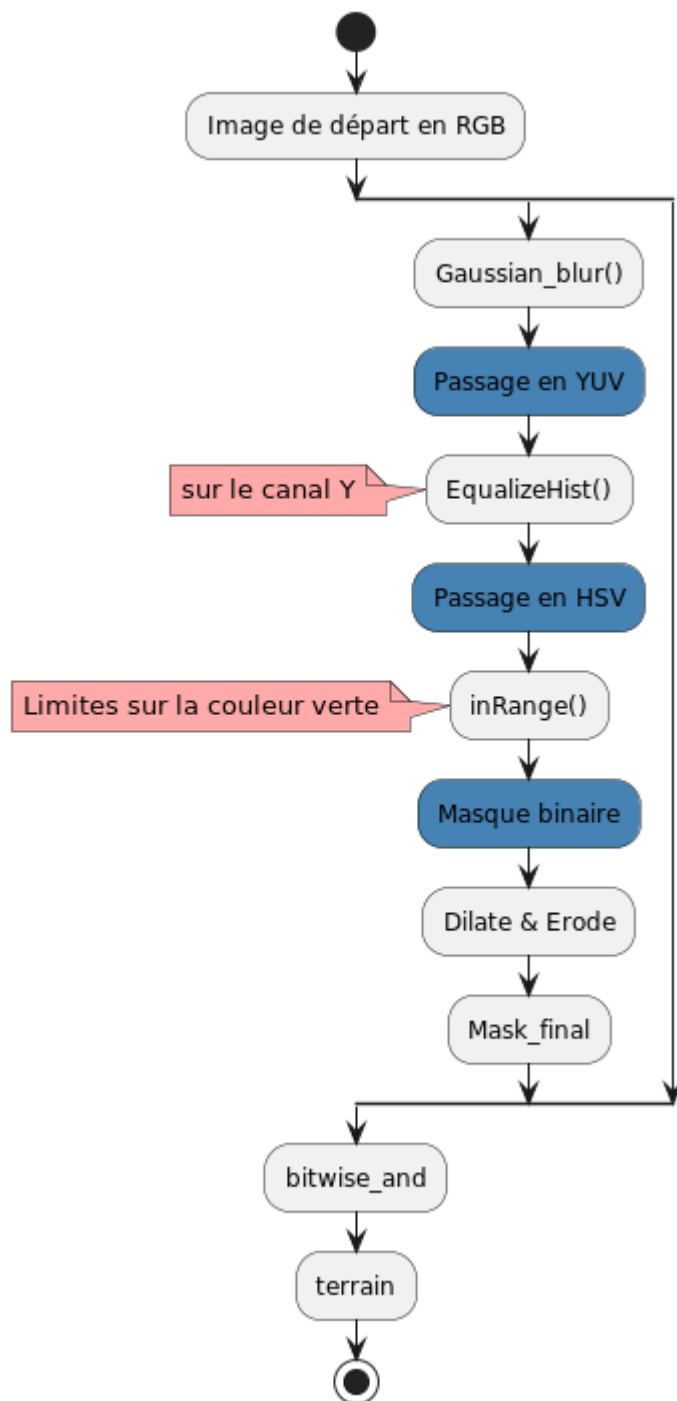 Image de départ en RGB
Gaussian_blur()
Passage en YUV
sur le canal Y
EqualizeHist()
Passage en HSV
Limites sur la couleur verte
inRange()
Masque binaire
Dilate & Erode
Mask_final
bitwise_and
terrain